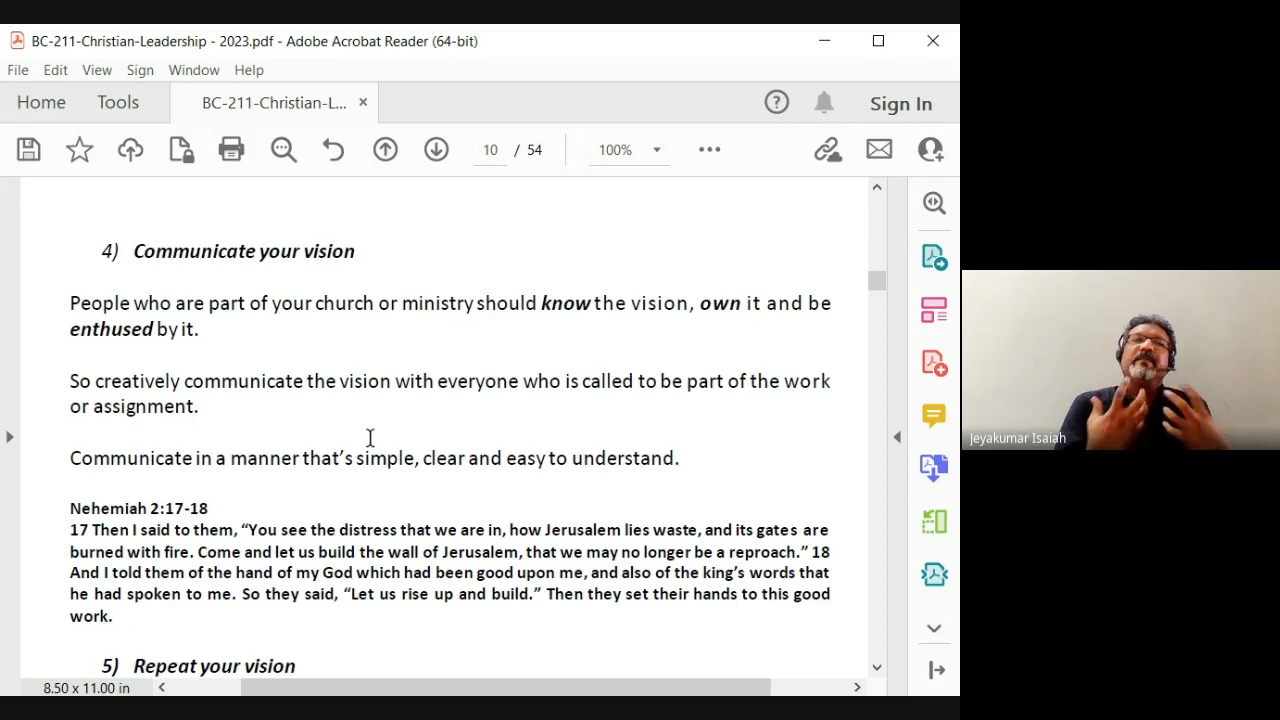 BC-211-Christian-Leadership - 2023.pdf - Adobe Acrobat Reader (64-bit)
File Edit View Sign Window Help
Home Tools BC-211-Christian-L... × Sign In
10 / 54 100%
4) Communicate your vision
People who are part of your church or ministry should know the vision, own it and be
enthused by it.
So creatively communicate the vision with everyone who is called to be part of the work
or assignment.
Communicate in a manner that’s simple, clear and easy to understand.
Nehemiah 2:17-18
17 Then I said to them, “You see the distress that we are in, how Jerusalem lies waste, and its gates are
burned with fire. Come and let us build the wall of Jerusalem, that we may no longer be a reproach.” 18
And I told them of the hand of my God which had been good upon me, and also of the king’s words that
he had spoken to me. So they said, “Let us rise up and build.” Then they set their hands to this good
work.
5) Repeat your vision
8.50 x 11.00 in
Jeyakumar Isaiah